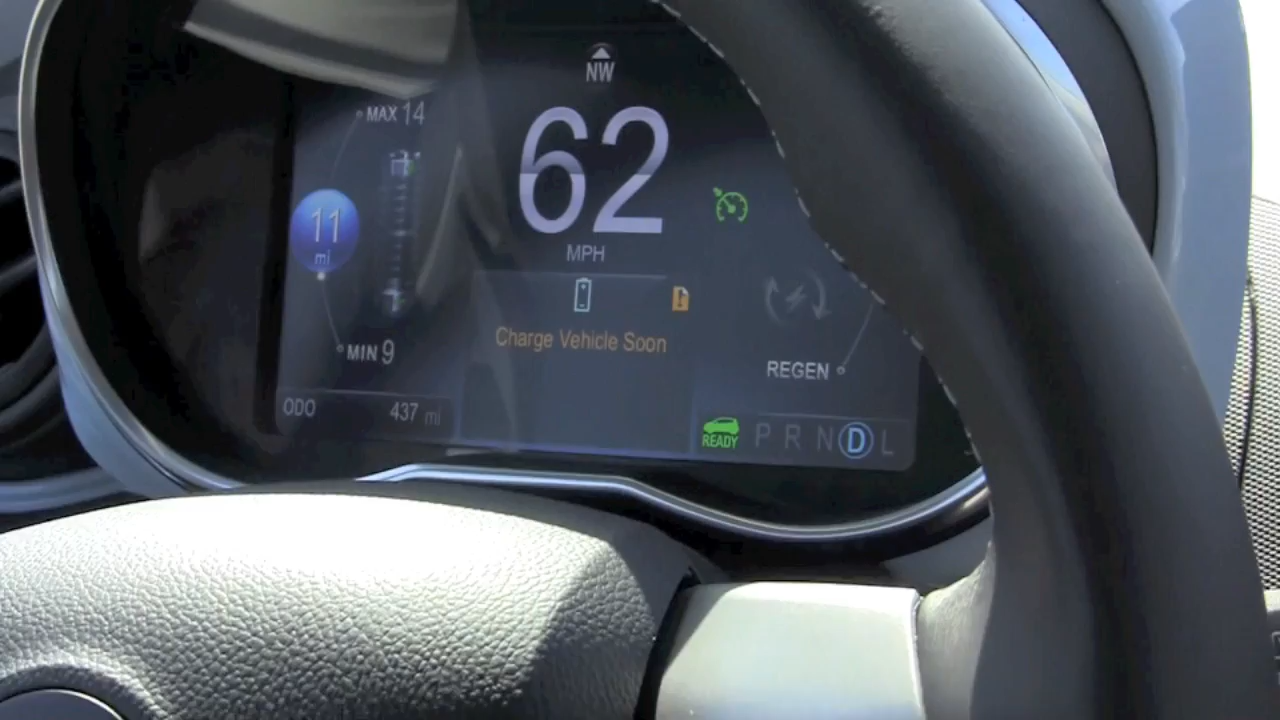 NW
MAX 14
62
11
mi
MPH
Charge Vehicle Soon
MIN 9
REGEN
ODO 437 mi
READY P R N D L